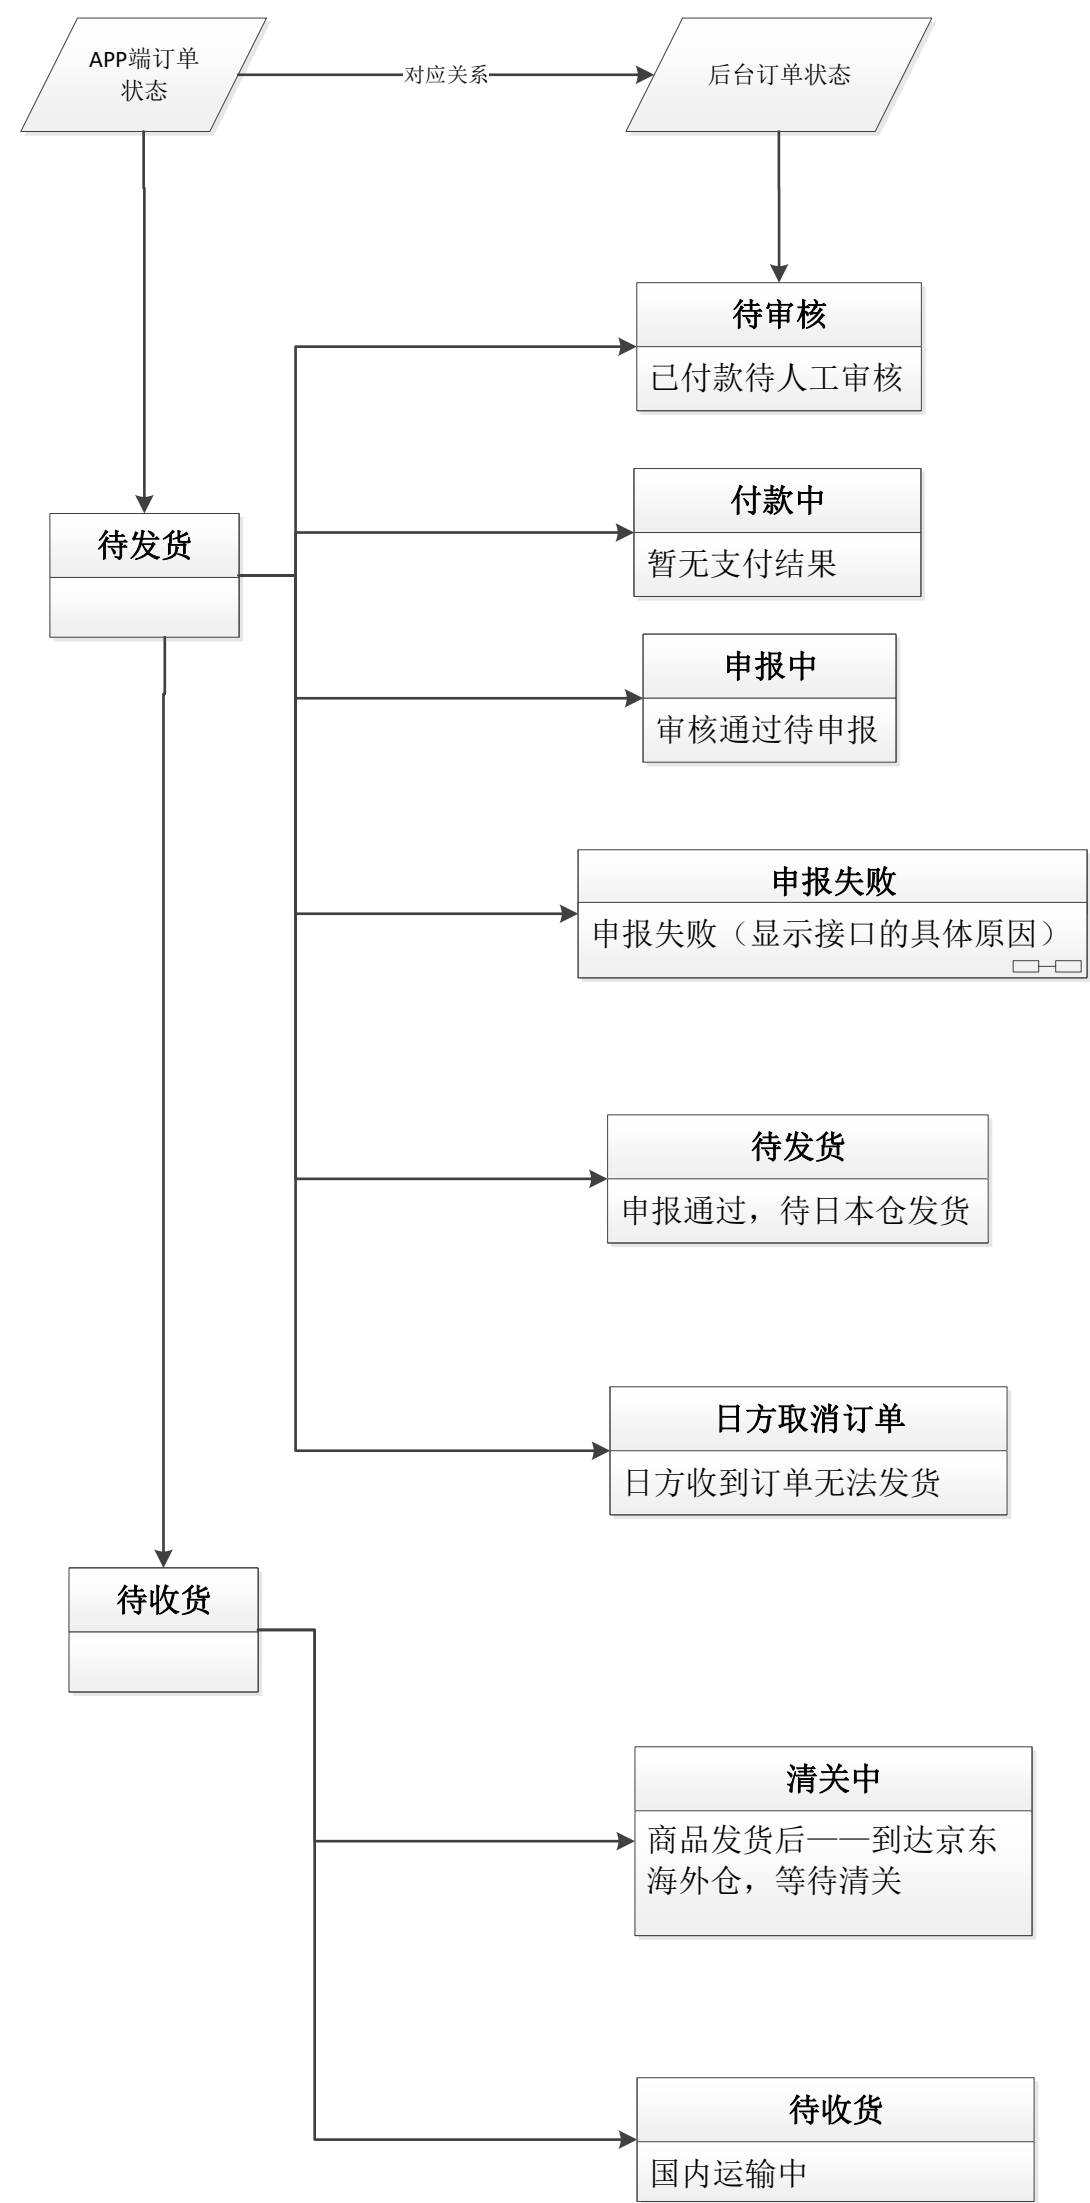 APP端订单
状态
对应关系
后台订单状态
待审核
已付款待人工审核
付款中
暂无支付结果
待发货
申报中
审核通过待申报
申报失败
申报失败（显示接口的具体原因）
待发货
申报通过，待日本仓发货
日方取消订单
日方收到订单无法发货
待收货
清关中
商品发货后——到达京东
海外仓，等待清关
待收货
国内运输中